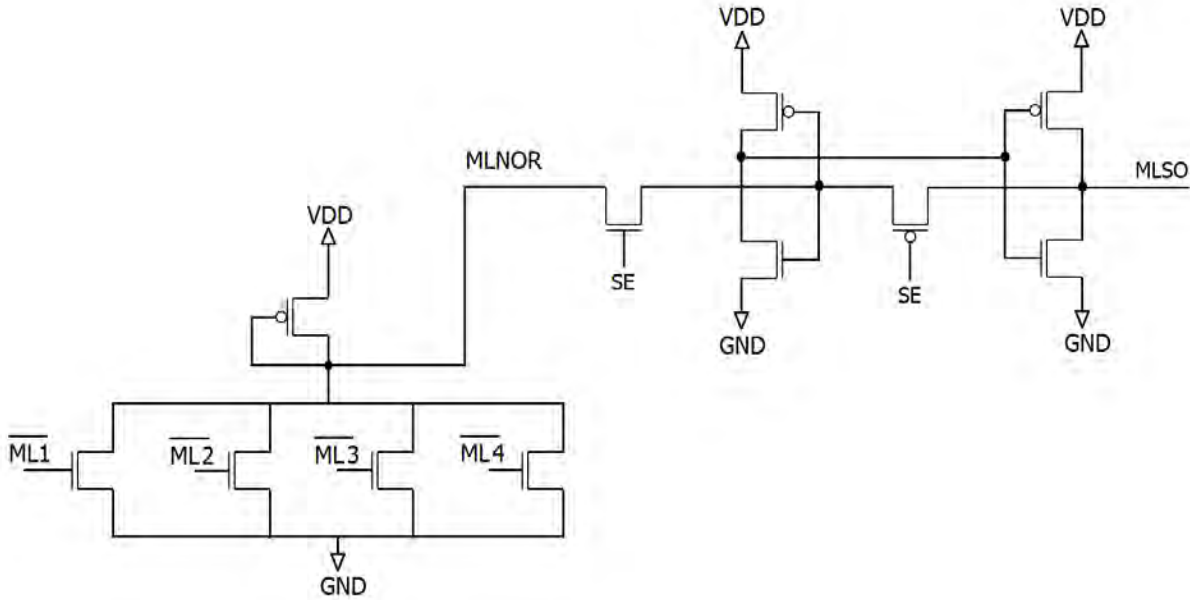 VDD
VDD
MLNOR
MLSO
VDD
SE
SE
GND
GND
ML1
ML2
ML3
ML4
GND